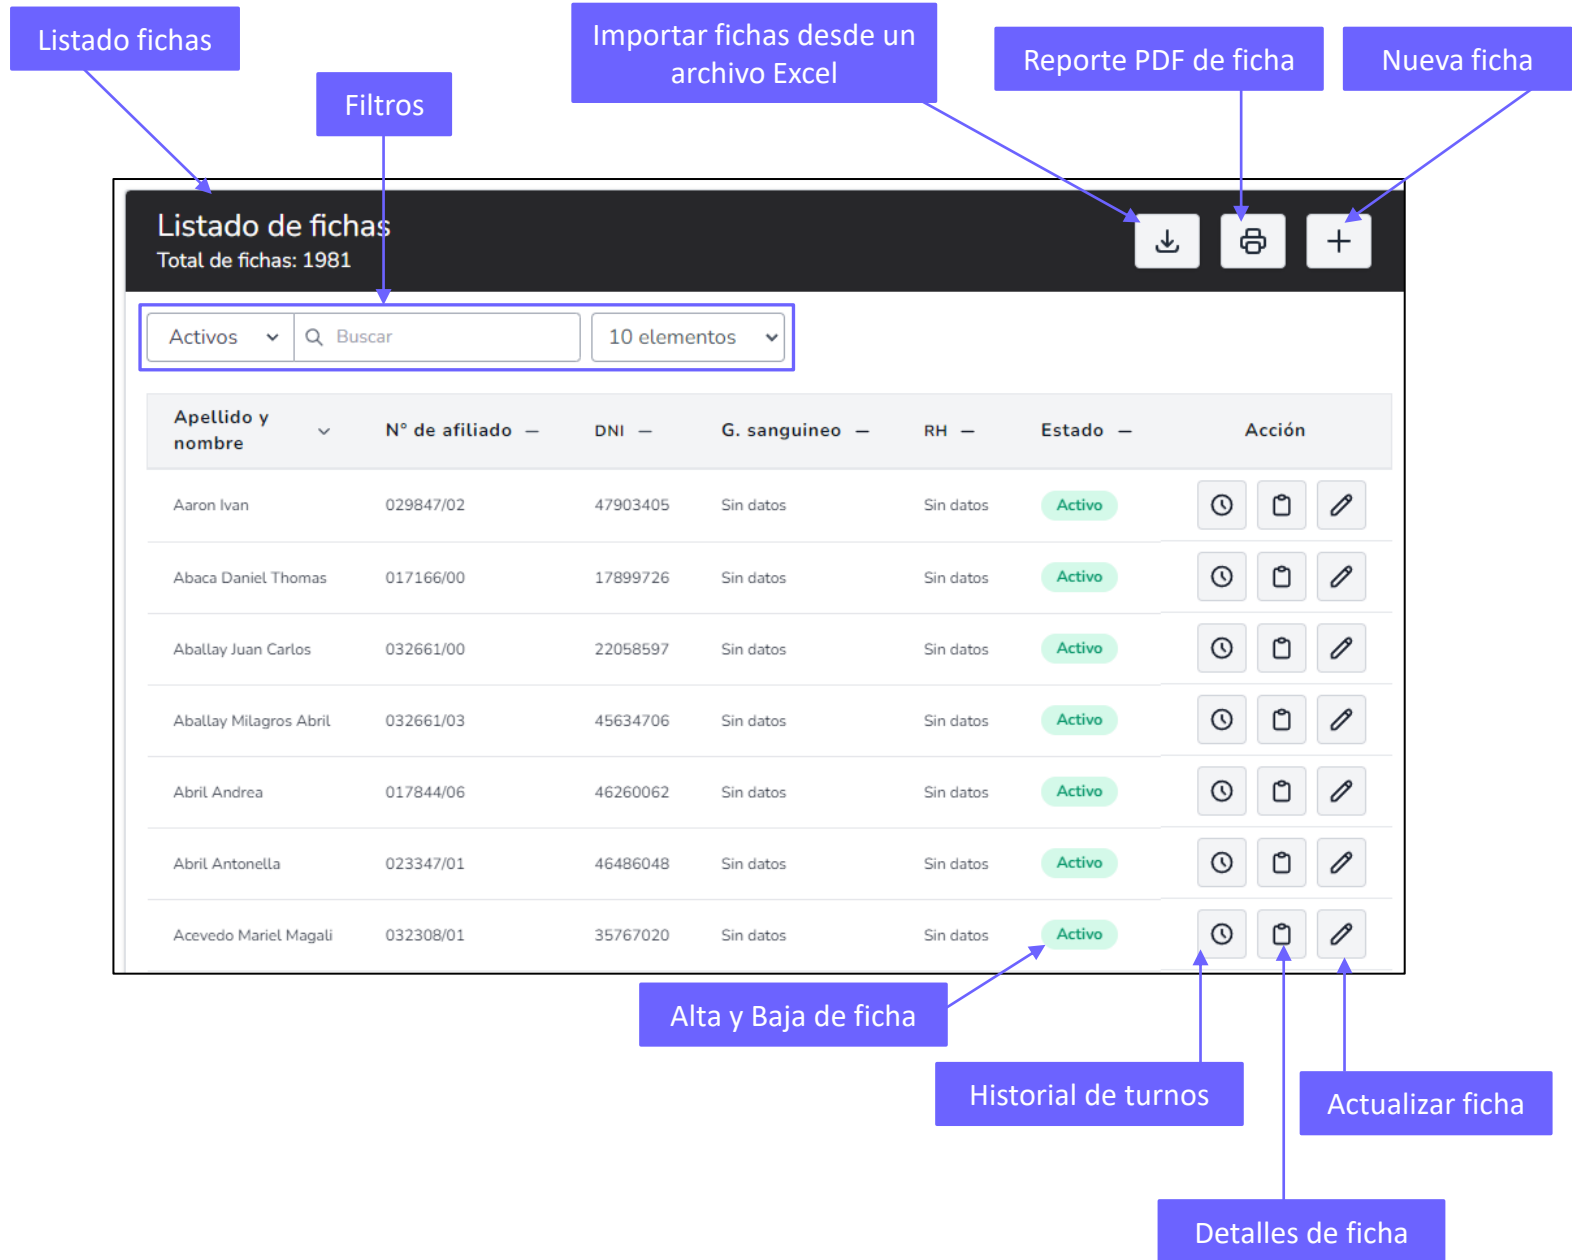 Listado fichas
Filtros
Importar fichas desde un
archivo Excel
Reporte PDF de ficha
Nueva ficha
Listado de fichas
Total de fichas: 1981
Activos
Buscar
10 elementos
Apellido y
nombre
N° de afiliado
DNI
G. sanguineo
RH
Estado
Acción
Aaron Ivan 029847/02 47903405 Sin datos Sin datos Activo
Abaca Daniel Thomas 017166/00 17899726 Sin datos Sin datos Activo
Aballay Juan Carlos 032661/00 22058597 Sin datos Sin datos Activo
Aballay Milagros Abril 032661/03 45634706 Sin datos Sin datos Activo
Abril Andrea 017844/06 46260062 Sin datos Sin datos Activo
Abril Antonella 023347/01 46486048 Sin datos Sin datos Activo
Acevedo Mariel Magali 032308/01 35767020 Sin datos Sin datos Activo
Alta y Baja de ficha
Historial de turnos
Actualizar ficha
Detalles de ficha